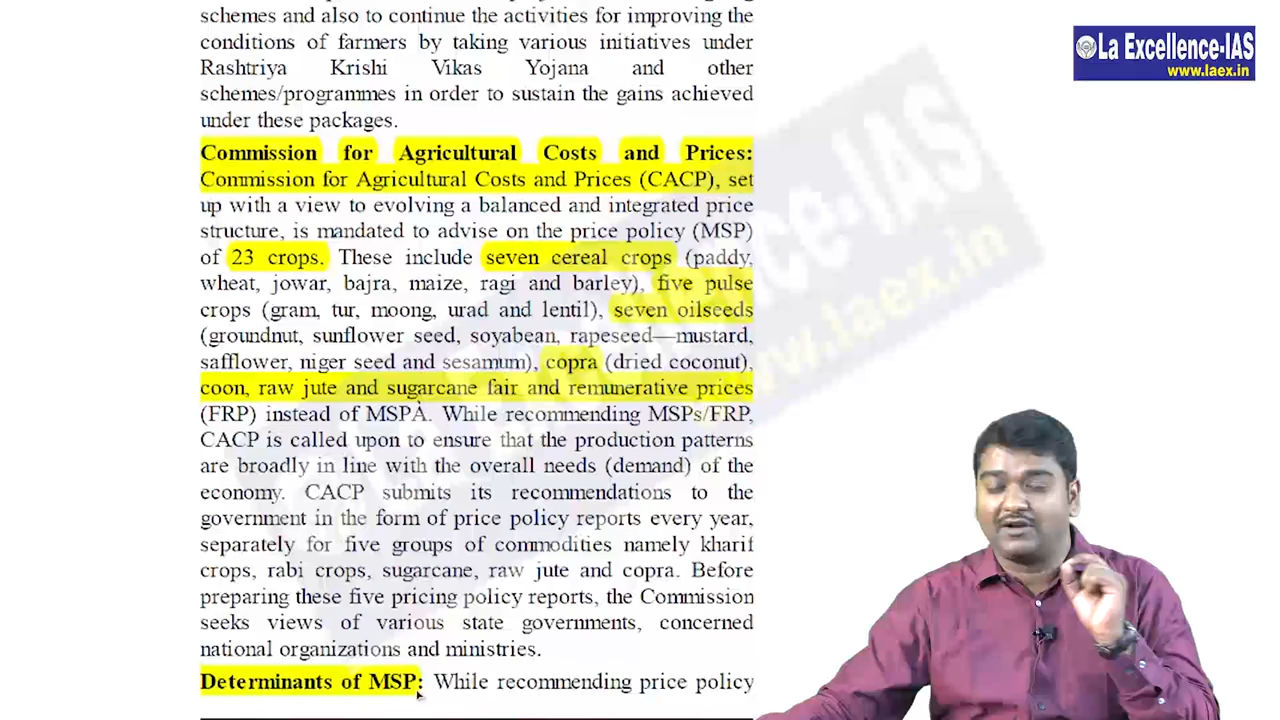 schemes and also to continue the activities for improving the
conditions of farmers by taking various initiatives under
Rashtriya Krishi Vikas Yojana and other
schemes/programmes in order to sustain the gains achieved
under these packages.
Commission for Agricultural Costs and Prices:
Commission for Agricultural Costs and Prices (CACP), set
up with a view to evolving a balanced and integrated price
structure, is mandated to advise on the price policy (MSP)
of 23 crops. These include seven cereal crops (paddy,
wheat, jowar, bajra, maize, ragi and barley), five pulse
crops (gram, tur, moong, urad and lentil), seven oilseeds
(groundnut, sunflower seed, soyabean, rapeseed—mustard,
safflower, niger seed and sesamum), copra (dried coconut),
coon, raw jute and sugarcane fair and remunerative prices
(FRP) instead of MSPÀ. While recommending MSPs/FRP,
CACP is called upon to ensure that the production patterns
are broadly in line with the overall needs (demand) of the
economy. CACP submits its recommendations to the
government in the form of price policy reports every year,
separately for five groups of commodities namely kharif
crops, rabi crops, sugarcane, raw jute and copra. Before
preparing these five pricing policy reports, the Commission
seeks views of various state governments, concerned
national organizations and ministries.
Determinants of MSP: While recommending price policy
La Excellence-IAS
www.laex.in
La Excellence-IAS
www.laex.in